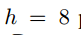 h = 8